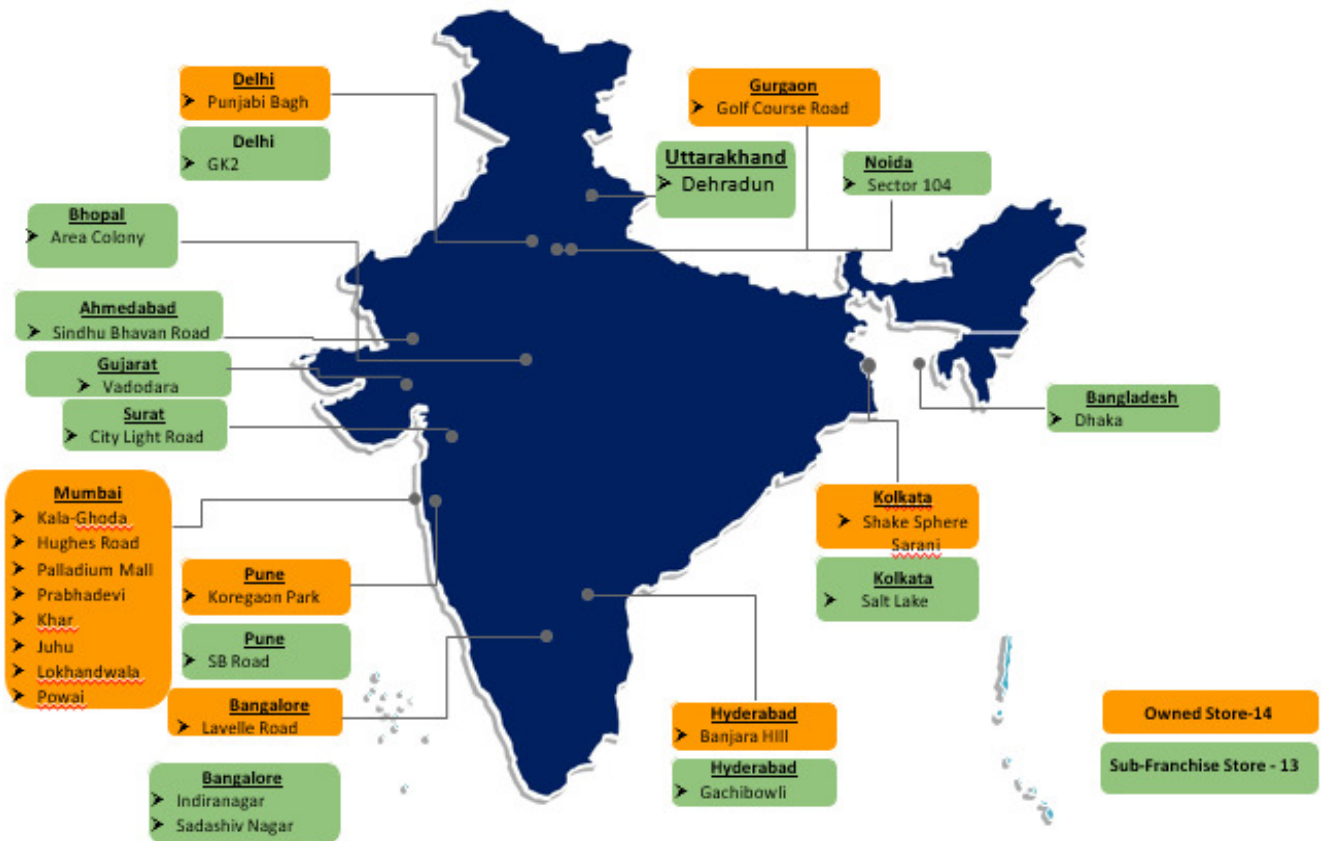 Delhi
Punjabi Bagh
Delhi
GK2
Gurgaon
Golf Course Road
Uttarakhand
Dehradun
Noida
Sector 104
Bhopal
Area Colony
Ahmedabad
Sindhu Bhavan Road
Gujarat
Vadodara
Surat
City Light Road
Bangladesh
Dhaka
Mumbai
Kala-Ghoda
Hughes Road
Palladium Mall
Prabhadevi
Khar
Juhu
Lokhandwala
Powai
Pune
Koregaon Park
Pune
SB Road
Kolkata
Shake Sphere
Sarani
Kolkata
Salt Lake
Bangalore
Lavelle Road
Bangalore
Indiranagar
Sadashiv Nagar
Hyderabad
Banjara HIll
Hyderabad
Gachibowli
Owned Store-14
Sub-Franchise Store - 13